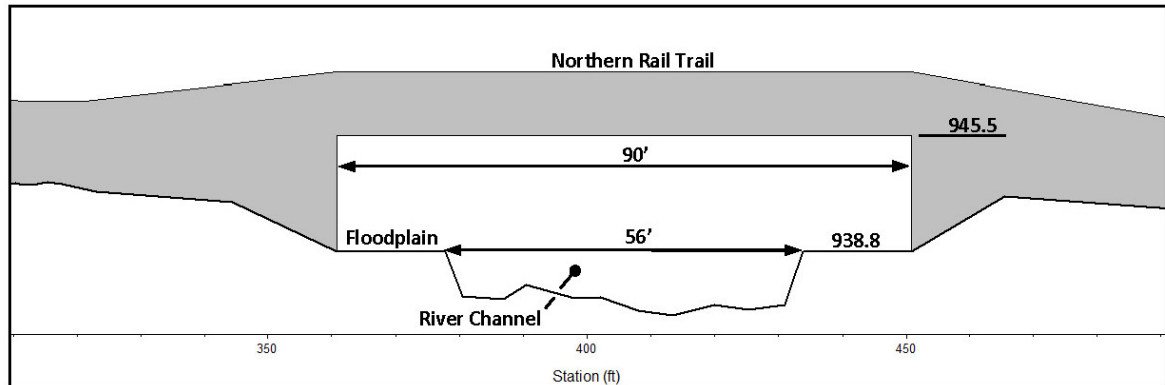 Northern Rail Trail
945.5
90'
Floodplain
56'
938.8
River Channel
350
400
450
Station (ft)